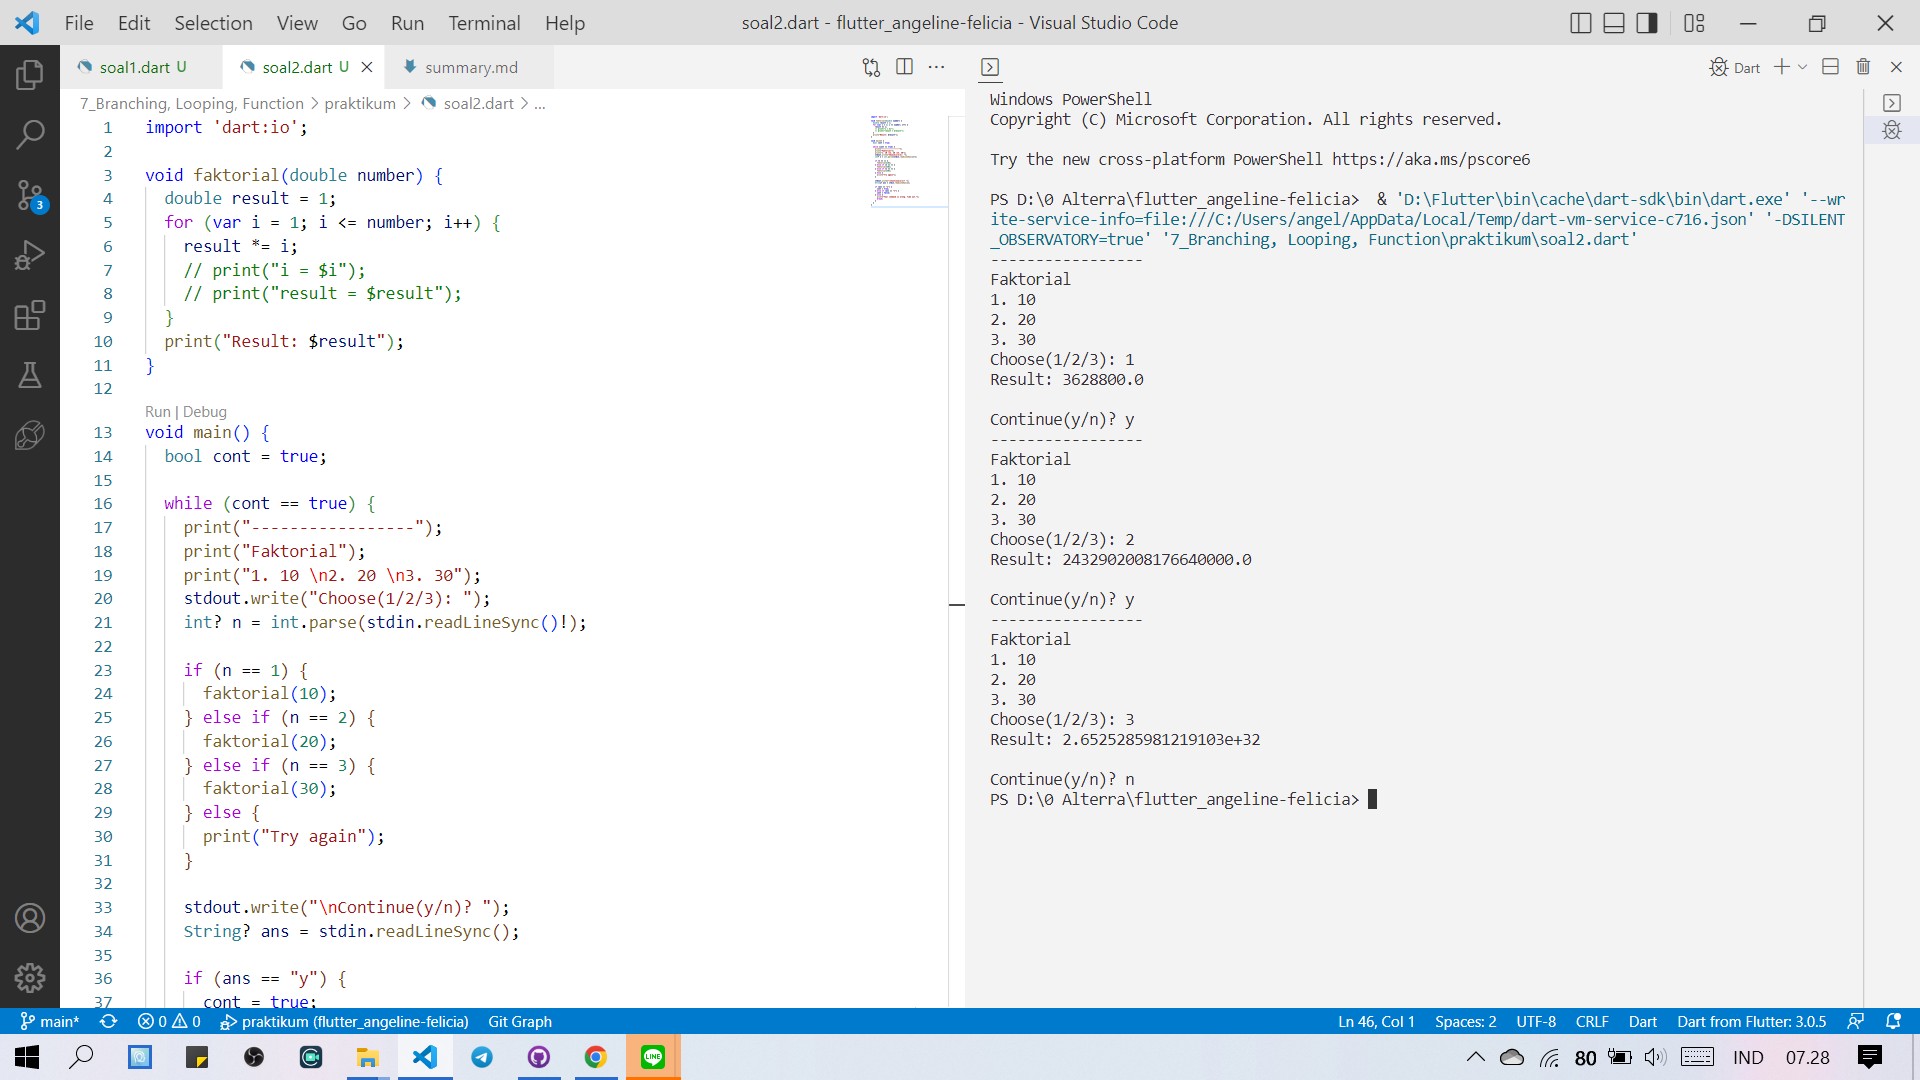 File Edit Selection View Go Run Terminal Help
soal2.dart - flutter_angeline-felicia - Visual Studio Code
soal1.dart U
soal2.dart U
summary.md
7_Branching, Looping, Function > praktikum > soal2.dart > ...
1 import 'dart:io';
2
3 void faktorial(double number) {
4 double result = 1;
5 for (var i = 1; i <= number; i++) {
6 result *= i;
7 // print("i = $i");
8 // print("result = $result");
9 }
10 print("Result: $result");
11 }
12
Run | Debug
13 void main() {
14 bool cont = true;
15
16 while (cont == true) {
17 print("-----------------");
18 print("Faktorial");
19 print("1. 10 \n2. 20 \n3. 30");
20 stdout.write("Choose(1/2/3): ");
21 int? n = int.parse(stdin.readLineSync()!);
22
23 if (n == 1) {
24 faktorial(10);
25 } else if (n == 2) {
26 faktorial(20);
27 } else if (n == 3) {
28 faktorial(30);
29 } else {
30 print("Try again");
31 }
32
33 stdout.write("\nContinue(y/n)? ");
34 String? ans = stdin.readLineSync();
35
36 if (ans == "y") {
37 cont = true;
Dart
Windows PowerShell
Copyright (C) Microsoft Corporation. All rights reserved.
Try the new cross-platform PowerShell https://aka.ms/pscore6
PS D:\0 Alterra\flutter_angeline-felicia>  & 'D:\Flutter\bin\cache\dart-sdk\bin\dart.exe' '--wr
ite-service-info=file:///C:/Users/angel/AppData/Local/Temp/dart-vm-service-c716.json' '-DSILENT
_OBSERVATORY=true' '7_Branching, Looping, Function\praktikum\soal2.dart'
-----------------
Faktorial
1. 10
2. 20
3. 30
Choose(1/2/3): 1
Result: 3628800.0
Continue(y/n)? y
-----------------
Faktorial
1. 10
2. 20
3. 30
Choose(1/2/3): 2
Result: 2432902008176640000.0
Continue(y/n)? y
-----------------
Faktorial
1. 10
2. 20
3. 30
Choose(1/2/3): 3
Result: 2.6525285981219103e+32
Continue(y/n)? n
PS D:\0 Alterra\flutter_angeline-felicia>
3
main* 0 0 praktikum (flutter_angeline-felicia) Git Graph
Ln 46, Col 1 Spaces: 2 UTF-8 CRLF Dart Dart from Flutter: 3.0.5
LINE
80 IND 07.28